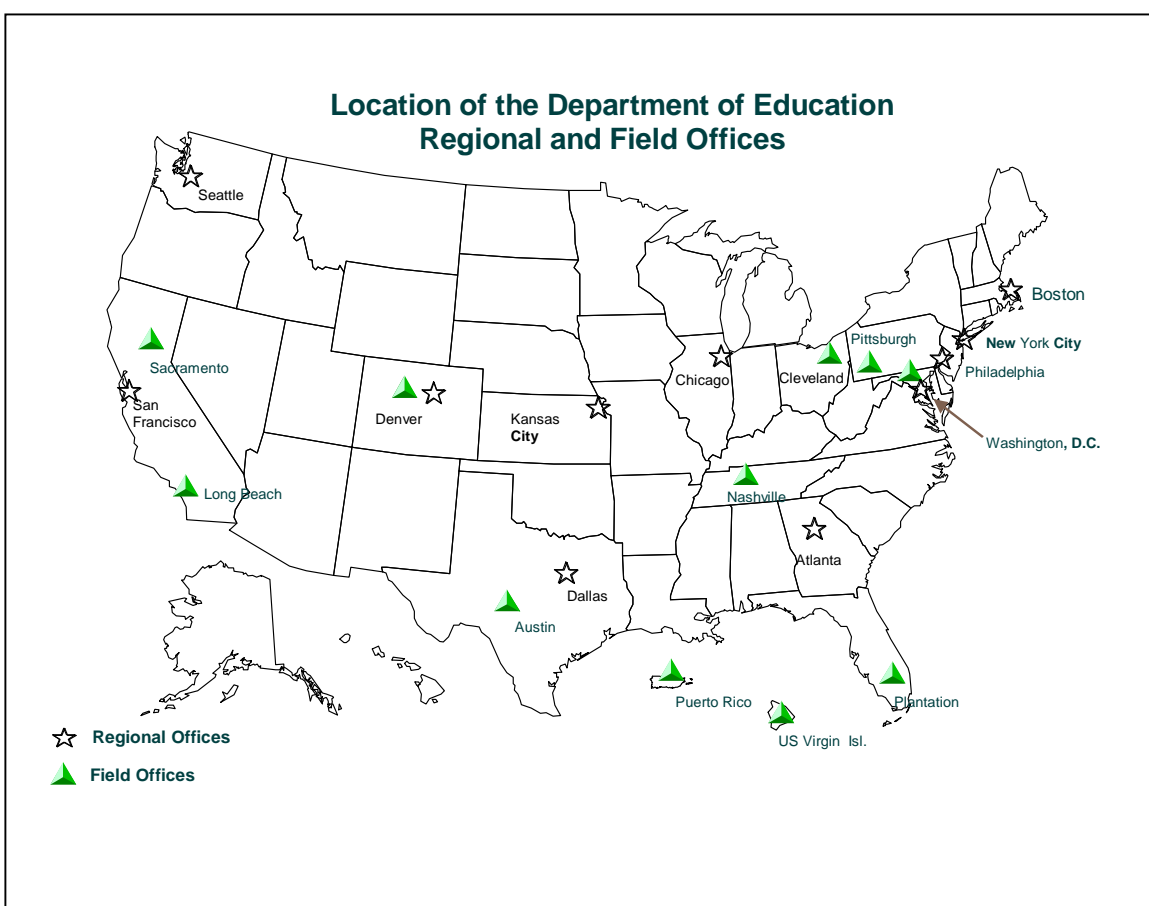 Location of the Department of Education
Regional and Field Offices
Seattle
Boston
Pittsburgh
New York City
Sacramento
Philadelphia
Chicago
Cleveland
San
Francisco
Denver
Kansas
City
Washington, D.C.
Long Beach
Nashville
Atlanta
Dallas
Austin
Puerto Rico
Plantation
US Virgin  Isl.
Regional Offices
Field Offices